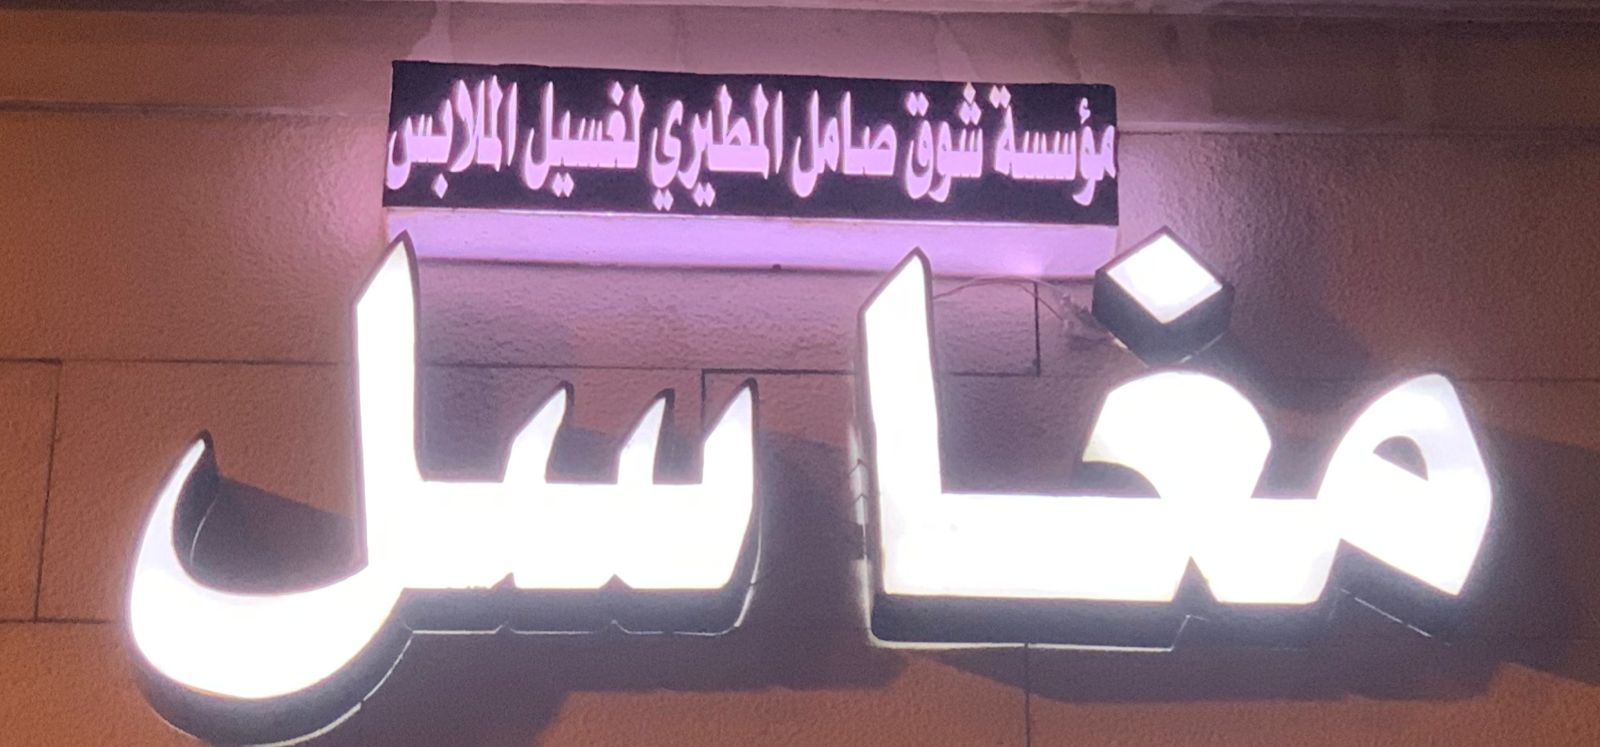 مؤسسة شوق صامل المطيري لغسيل الملابس
مغاسل